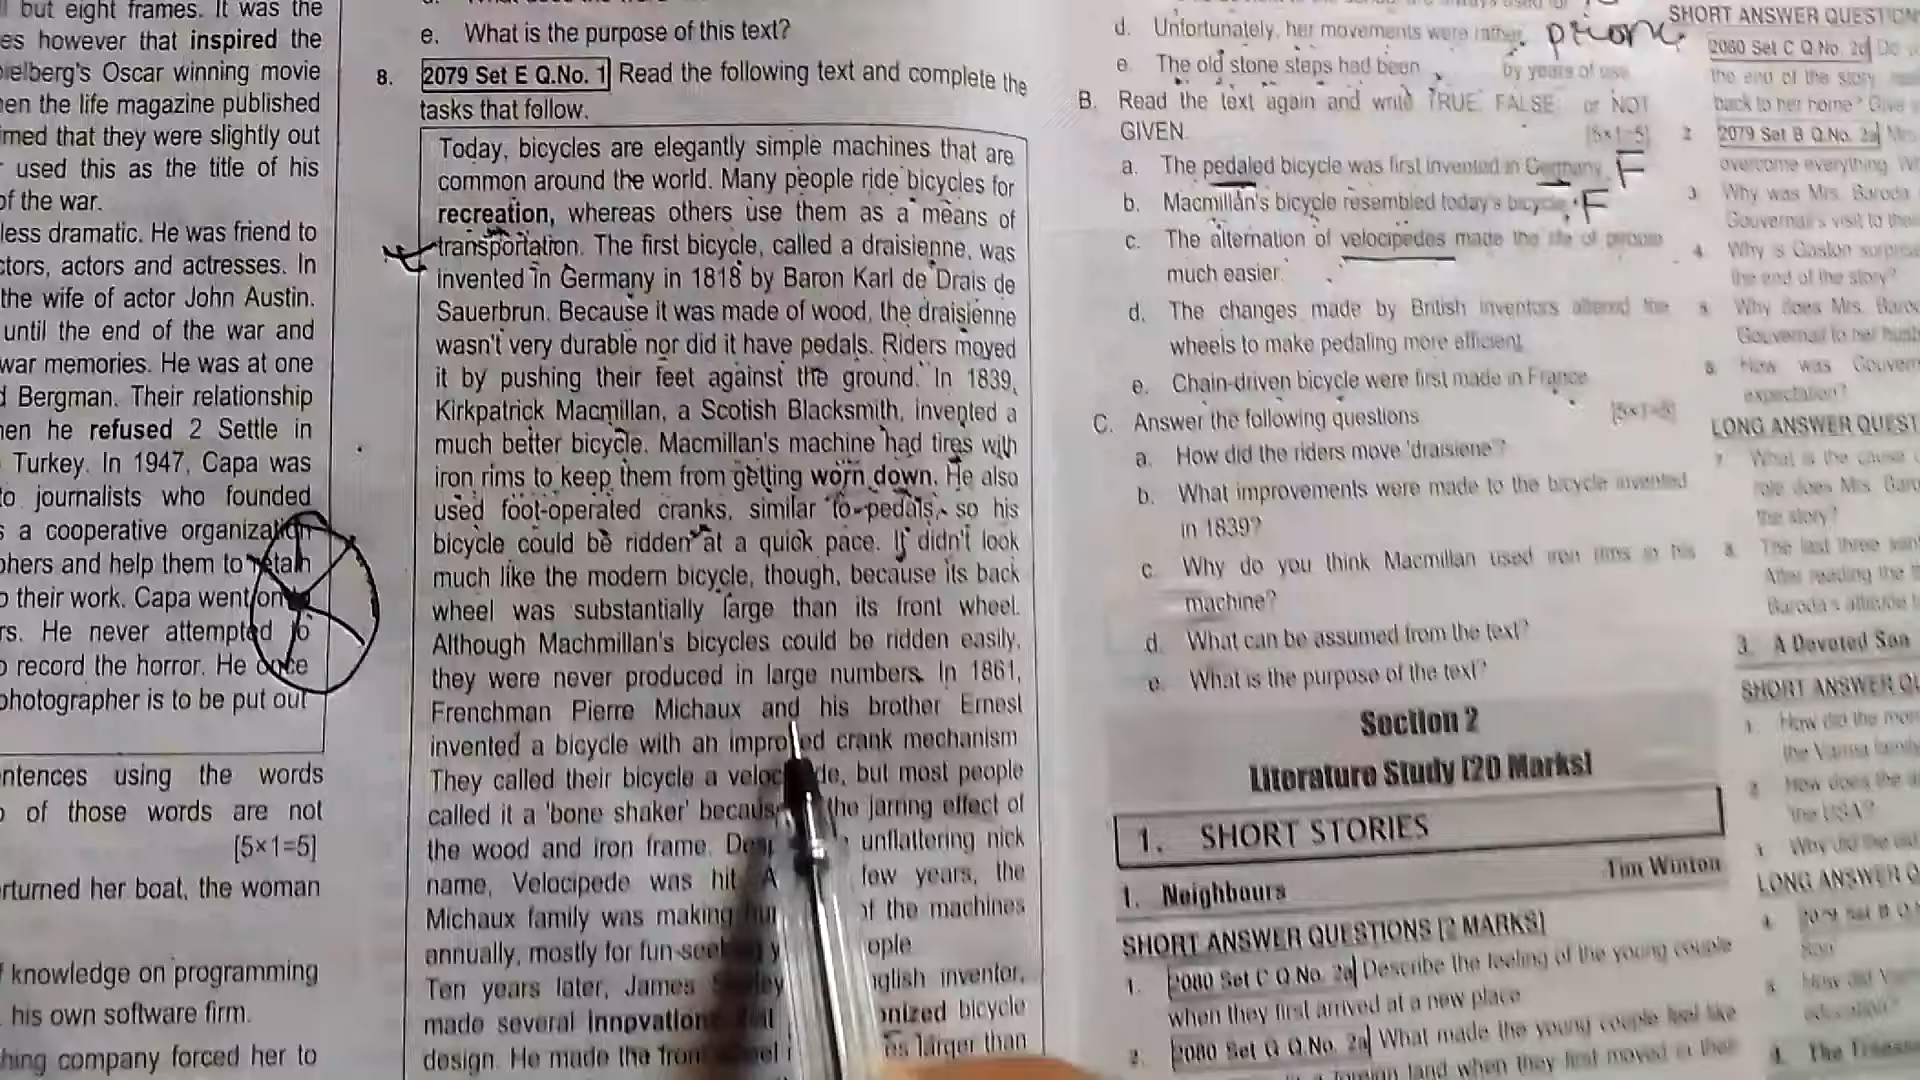 but eight frames. It was the
es however that inspired the
ielberg's Oscar winning movie
en the life magazine published
imed that they were slightly out
used this as the title of his
of the war.
less dramatic. He was friend to
ctors, actors and actresses. In
the wife of actor John Austin.
until the end of the war and
war memories. He was at one
d Bergman. Their relationship
hen he refused 2 Settle in
Turkey. In 1947, Capa was
to journalists who founded
s a cooperative organization
phers and help them to retain
o their work. Capa went on
rs. He never attempted to
o record the horror. He once
photographer is to be put out
ntences using the words
o of those words are not
[5×1=5]
erturned her boat, the woman
f knowledge on programming
his own software firm.
hing company forced her to
e. What is the purpose of this text?
8. 2079 Set E Q.No. 1 Read the following text and complete the
tasks that follow.
Today, bicycles are elegantly simple machines that are
common around the world. Many people ride bicycles for
recreation, whereas others use them as a means of
transportation. The first bicycle, called a draisienne, was
invented in Germany in 1818 by Baron Karl de Drais de
Sauerbrun. Because it was made of wood, the draisienne
wasn't very durable nor did it have pedals. Riders moved
it by pushing their feet against the ground. In 1839,
Kirkpatrick Macmillan, a Scotish Blacksmith, invented a
much better bicycle. Macmillan's machine had tires with
iron rims to keep them from getting worn down. He also
used foot-operated cranks, similar to pedals, so his
bicycle could be ridden at a quick pace. It didn't look
much like the modern bicycle, though, because its back
wheel was substantially large than its front wheel.
Although Machmillan's bicycles could be ridden easily,
they were never produced in large numbers. In 1861,
Frenchman Pierre Michaux and his brother Ernest
invented a bicycle with an improved crank mechanism
They called their bicycle a veloc de, but most people
called it a 'bone shaker' becaus the jarring effect of
the wood and iron frame. Des unflattering nick
name, Velocipede was hit. A few years, the
Michaux family was making of the machines
annually, mostly for fun-seek y ople
Ten years later, James glish inventor,
made several innovation onized bicycle
design. He made the front es larger than
d. Unfortunately, her movements were rather prone
e. The old stone steps had been by years of use
B. Read the text again and write TRUE, FALSE or NOT
GIVEN. [5×1=5]
a. The pedaled bicycle was first invented in Germany. F
b. Macmillan's bicycle resembled today's bicycle. F
c. The alternation of velocipedes made the life of people
much easier.
d. The changes made by British inventors altered the
wheels to make pedaling more efficient
e. Chain-driven bicycle were first made in France
C. Answer the following questions [5×1=5]
a. How did the riders move 'draisiene'?
b. What improvements were made to the bicycle invented
in 1839?
c. Why do you think Macmillan used iron rims in his
machine?
d. What can be assumed from the text?
e. What is the purpose of the text?
Section 2
Literature Study [20 Marks]
1. SHORT STORIES
1. Neighbours Tim Winton
SHORT ANSWER QUESTIONS [2 MARKS]
1. 2080 Set C Q.No. 2a Describe the feeling of the young couple
when they first arrived at a new place
2. 2080 Set G Q.No. 2a What made the young couple feel like
a foreign land when they first moved in their
SHORT ANSWER QUESTION
2080 Set C Q.No. 2d
the end of the story
back to her home? Give
2 2079 Set B Q.No. 2a Mrs
overcome everything.
3 Why was Mrs. Baroda
Gouvernail's visit to their
4. Why is Gaston surprise
the end of the story?
Why does Mrs. Baro
How was Gouvern
expectation?
LONG ANSWER QUEST
What is the cause
role does Mrs. Baro
the story?
The last three
After reading the
Baroda's attitude
3. A Devoted Son
SHORT ANSWER QU
1. How did the mor
the Varma family
2 How does the
the USA?
Why did the old
LONG ANSWER Q
son
4. The Treasu